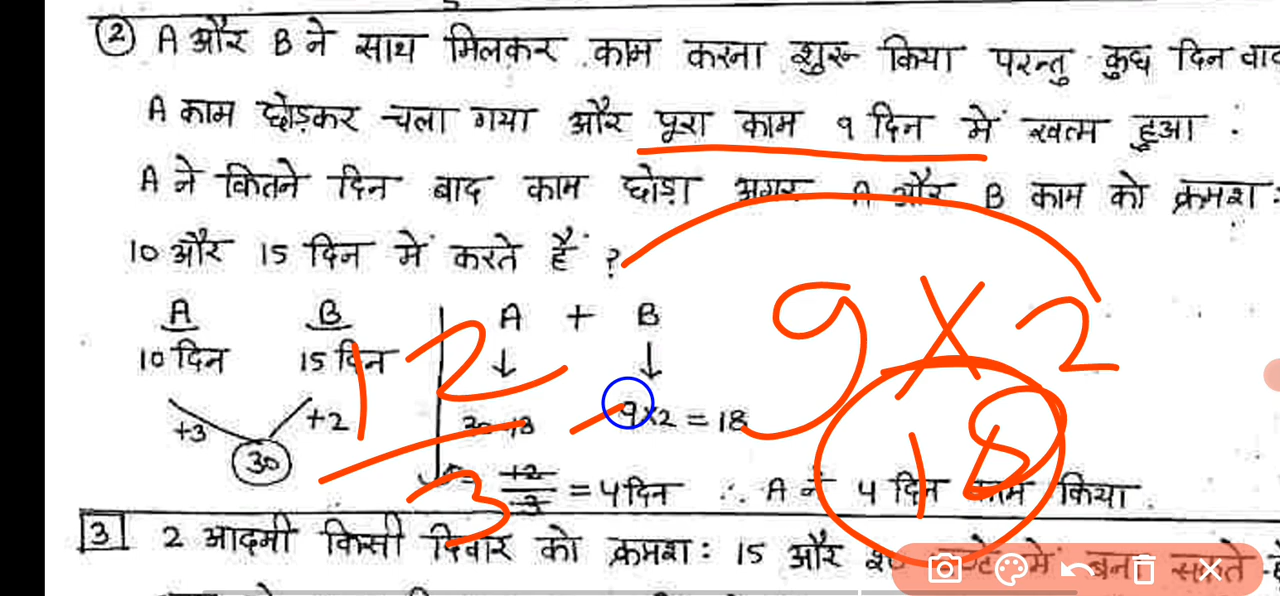 ② A और B ने साथ मिलकर काम करना शुरू किया परन्तु कुछ दिन बाद
A काम छोड़कर चला गया और पूरा काम 9 दिन में खत्म हुआ :
A ने कितने दिन बाद काम छोड़ा अगर A और B काम को क्रमश:
10 और 15 दिन में करते हैं ?
A B A + B
10 दिन 15 दिन ↓ ↓
9 × 2
12
+3 +2 9×2 = 18
30
18
= 4 दिन ∴ A ने 4 दिन काम किया .
3
3 2 आदमी किसी दिवार को क्रमश: 15 और